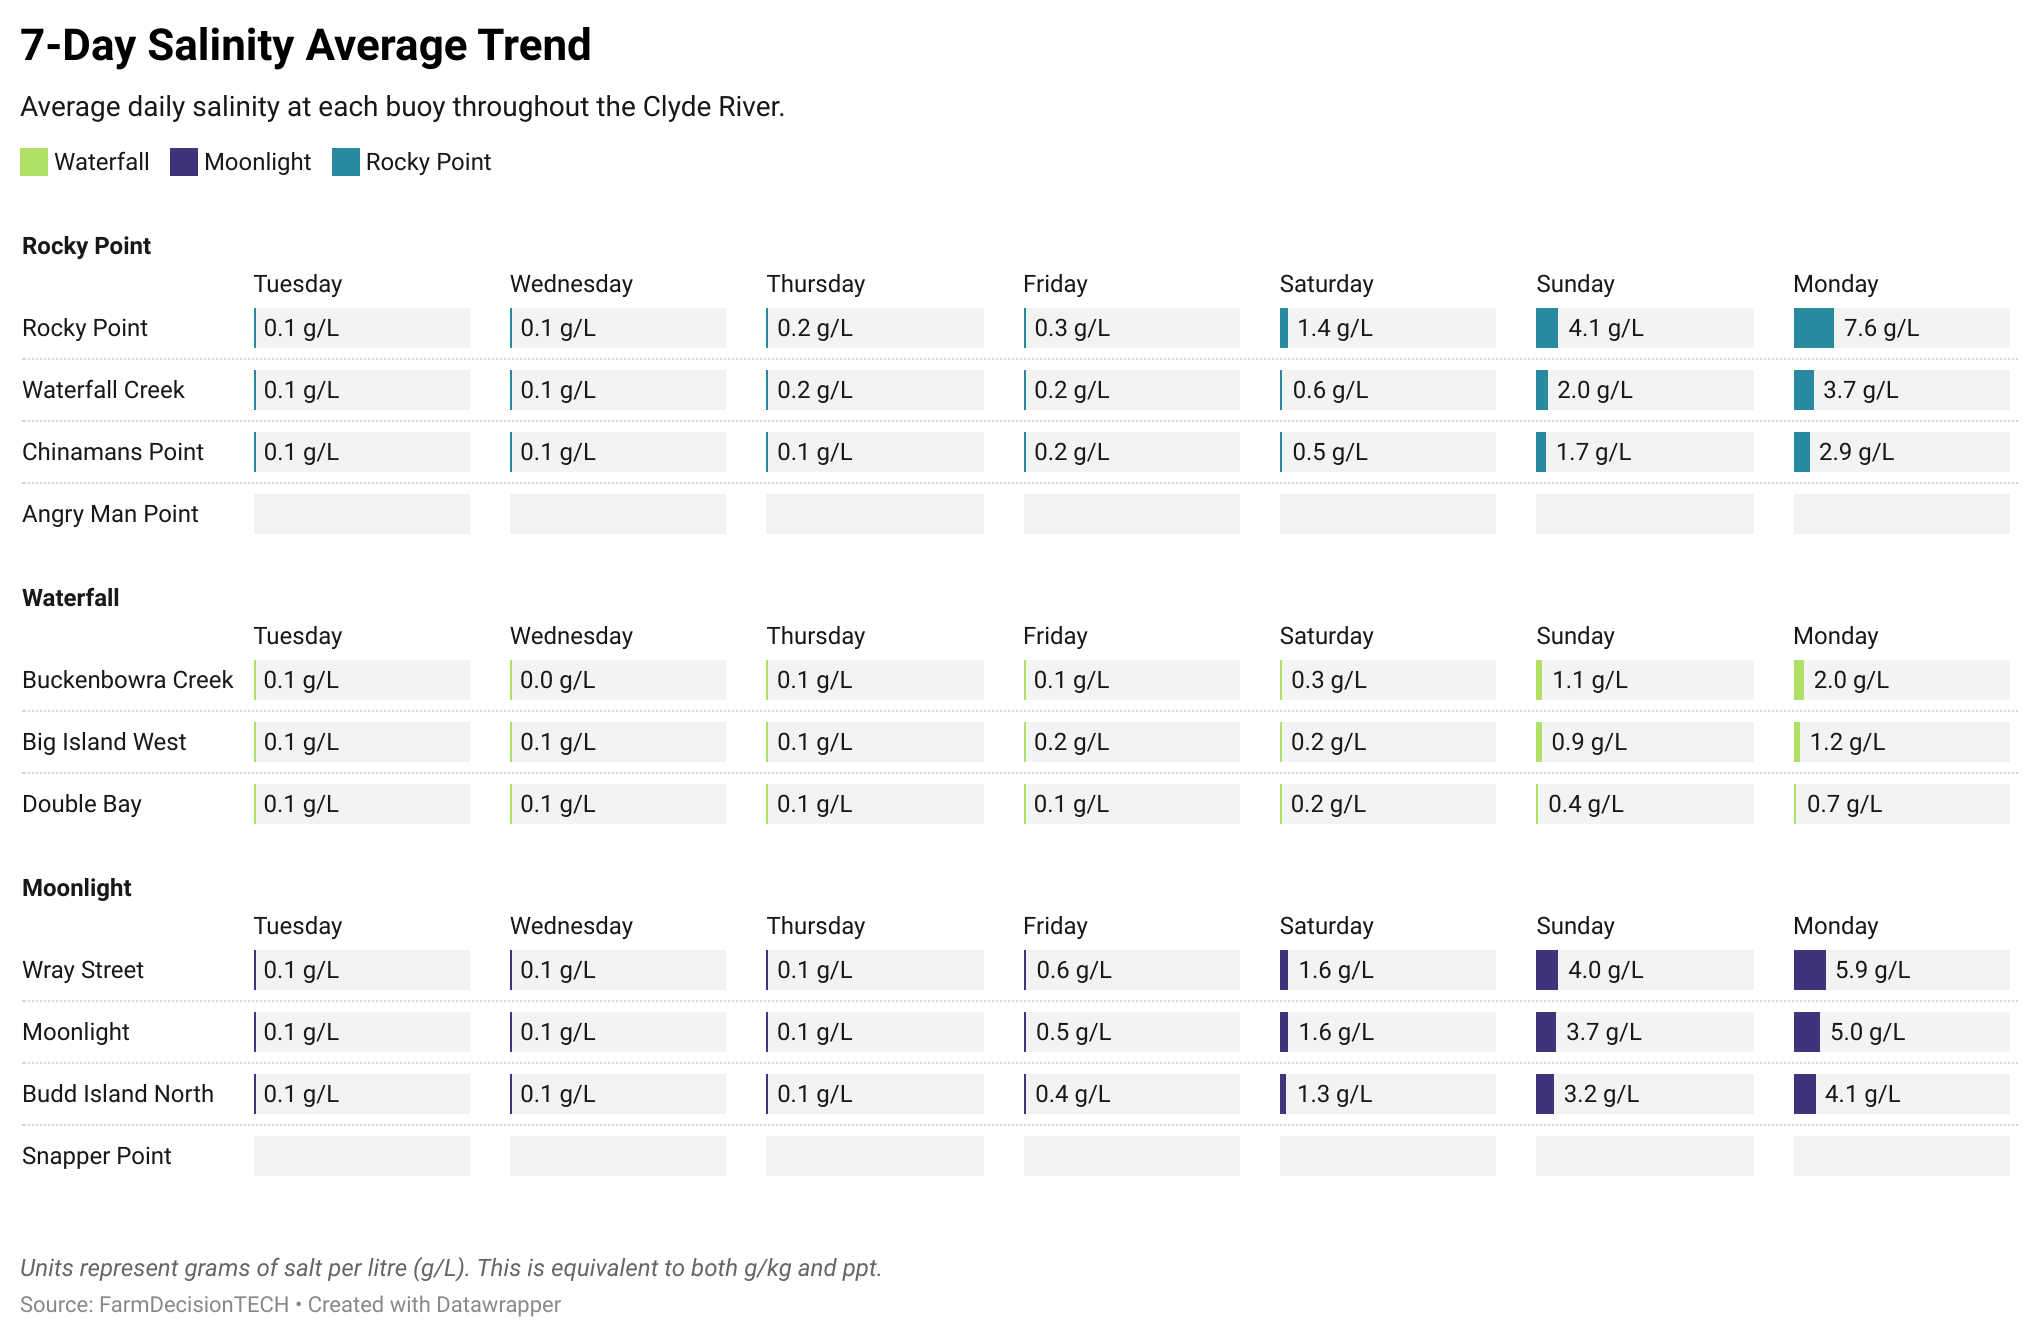 7-Day Salinity Average Trend
Average daily salinity at each buoy throughout the Clyde River.
Waterfall Moonlight Rocky Point
Rocky Point
Tuesday Wednesday Thursday Friday Saturday Sunday Monday
Rocky Point 0.1 g/L 0.1 g/L 0.2 g/L 0.3 g/L 1.4 g/L 4.1 g/L 7.6 g/L
Waterfall Creek 0.1 g/L 0.1 g/L 0.2 g/L 0.2 g/L 0.6 g/L 2.0 g/L 3.7 g/L
Chinamans Point 0.1 g/L 0.1 g/L 0.1 g/L 0.2 g/L 0.5 g/L 1.7 g/L 2.9 g/L
Angry Man Point
Waterfall
Tuesday Wednesday Thursday Friday Saturday Sunday Monday
Buckenbowra Creek 0.1 g/L 0.0 g/L 0.1 g/L 0.1 g/L 0.3 g/L 1.1 g/L 2.0 g/L
Big Island West 0.1 g/L 0.1 g/L 0.1 g/L 0.2 g/L 0.2 g/L 0.9 g/L 1.2 g/L
Double Bay 0.1 g/L 0.1 g/L 0.1 g/L 0.1 g/L 0.2 g/L 0.4 g/L 0.7 g/L
Moonlight
Tuesday Wednesday Thursday Friday Saturday Sunday Monday
Wray Street 0.1 g/L 0.1 g/L 0.1 g/L 0.6 g/L 1.6 g/L 4.0 g/L 5.9 g/L
Moonlight 0.1 g/L 0.1 g/L 0.1 g/L 0.5 g/L 1.6 g/L 3.7 g/L 5.0 g/L
Budd Island North 0.1 g/L 0.1 g/L 0.1 g/L 0.4 g/L 1.3 g/L 3.2 g/L 4.1 g/L
Snapper Point
Units represent grams of salt per litre (g/L). This is equivalent to both g/kg and ppt.
Source: FarmDecisionTECH • Created with Datawrapper